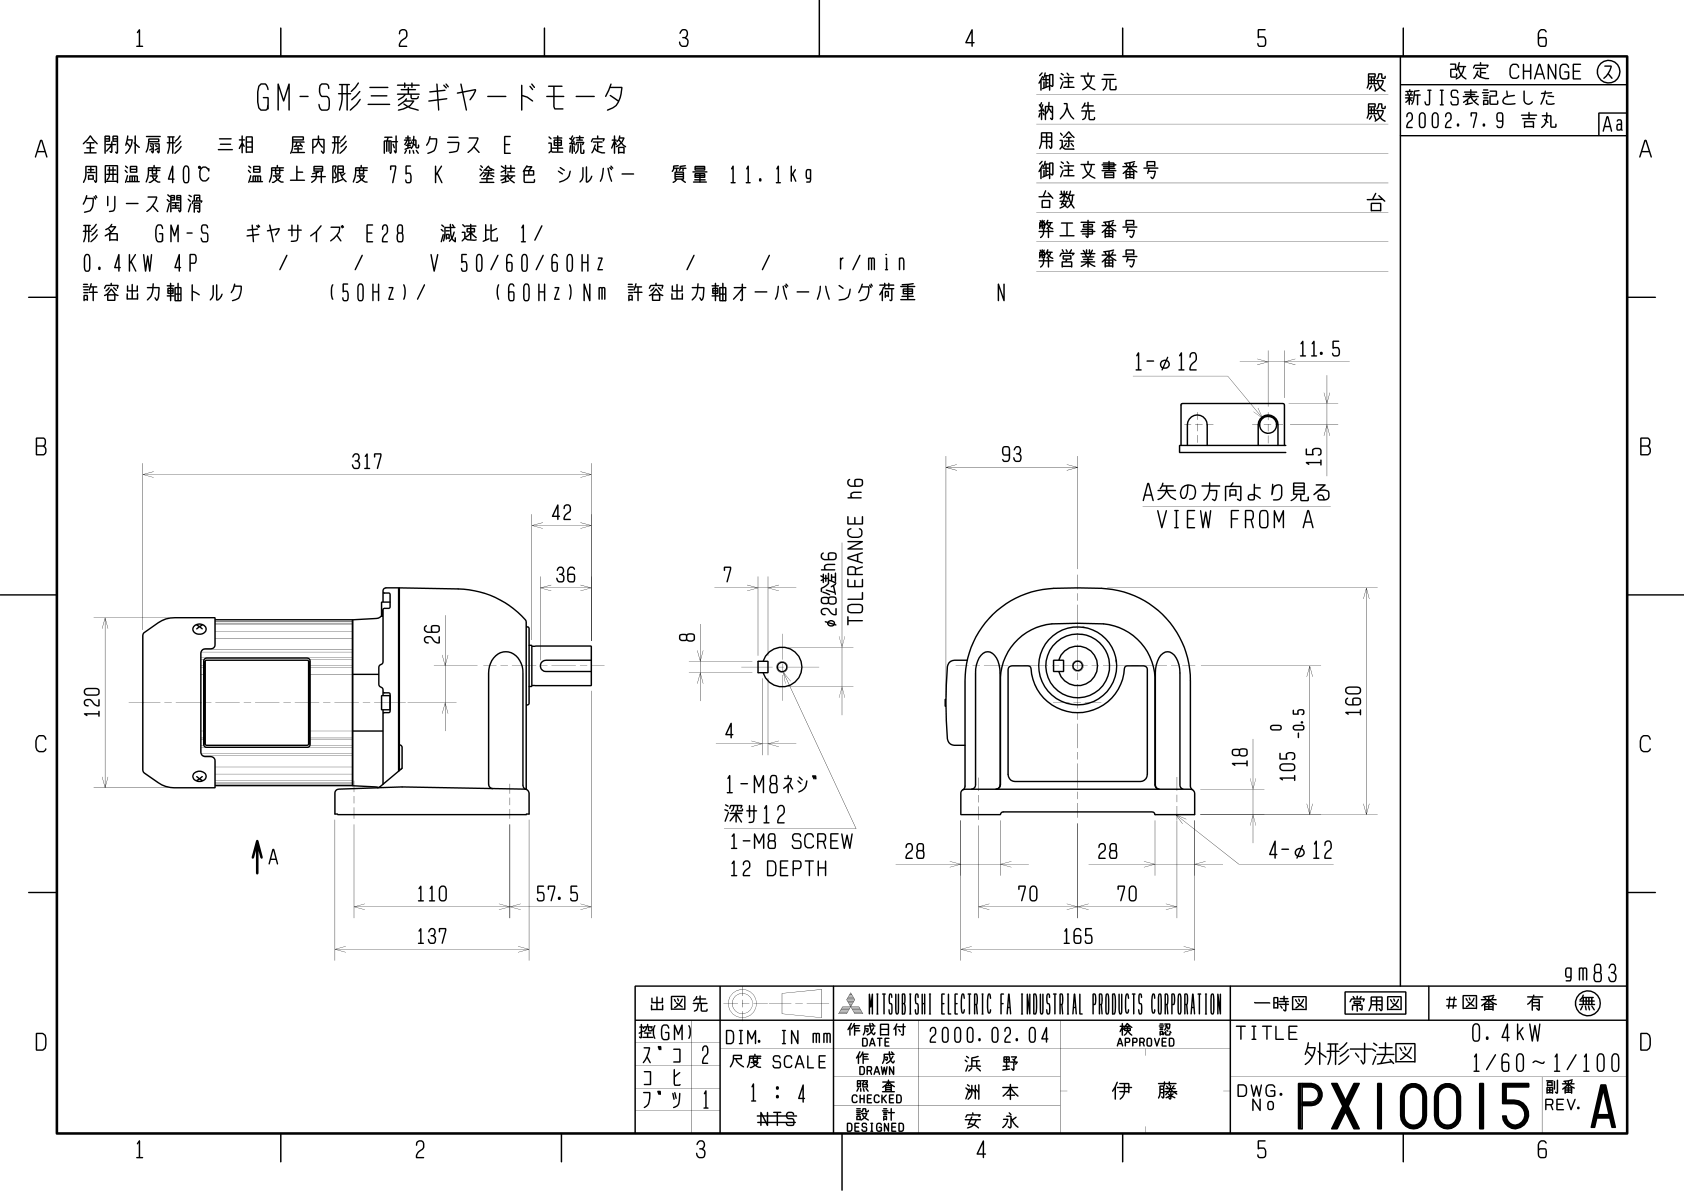 1 2 3 4 5 6
A A
B B
C C
D D
GM-S形三菱ギヤードモータ
全閉外扇形 三相 屋内形 耐熱クラス E 連続定格
周囲温度40℃ 温度上昇限度 75 K 塗装色 シルバー 質量 11.1kg
グリース潤滑
形名 GM-S ギヤサイズ E28 減速比 1/
0.4KW 4P / / V 50/60/60Hz / / r/min
許容出力軸トルク (50Hz)/ (60Hz)Nm 許容出力軸オーバーハング荷重 N
御注文元 殿
納入先 殿
用途
御注文書番号
台数 台
弊工事番号
弊営業番号
改定 CHANGE ス
新JIS表記とした
2002.7.9 吉丸 Aa
1-φ12
11.5
15
A矢の方向より見る
VIEW FROM A
317
42
36
26
120
A
110
57.5
137
7
8
4
φ28公差h6
TOLERANCE h6
1-M8ネジ
深サ12
1-M8 SCREW
12 DEPTH
93
160
18
105 0 -0.5
28
28
4-φ12
70
70
165
gm83
出図先
控(GM)
ズコ 2
コヒ
ブツ 1
DIM. IN mm
尺度 SCALE
1 : 4
NTS
MITSUBISHI ELECTRIC FA INDUSTRIAL PRODUCTS CORPORATION
作成日付 DATE 2000.02.04
作成 DRAWN 浜野
照査 CHECKED 洲本
設計 DESIGNED 安永
検認 APPROVED
伊藤
一時図 常用図 #図番 有 無
TITLE
外形寸法図
0.4kW
1/60~1/100
DWG. No PX10015 副番 REV. A
1 2 3 4 5 6